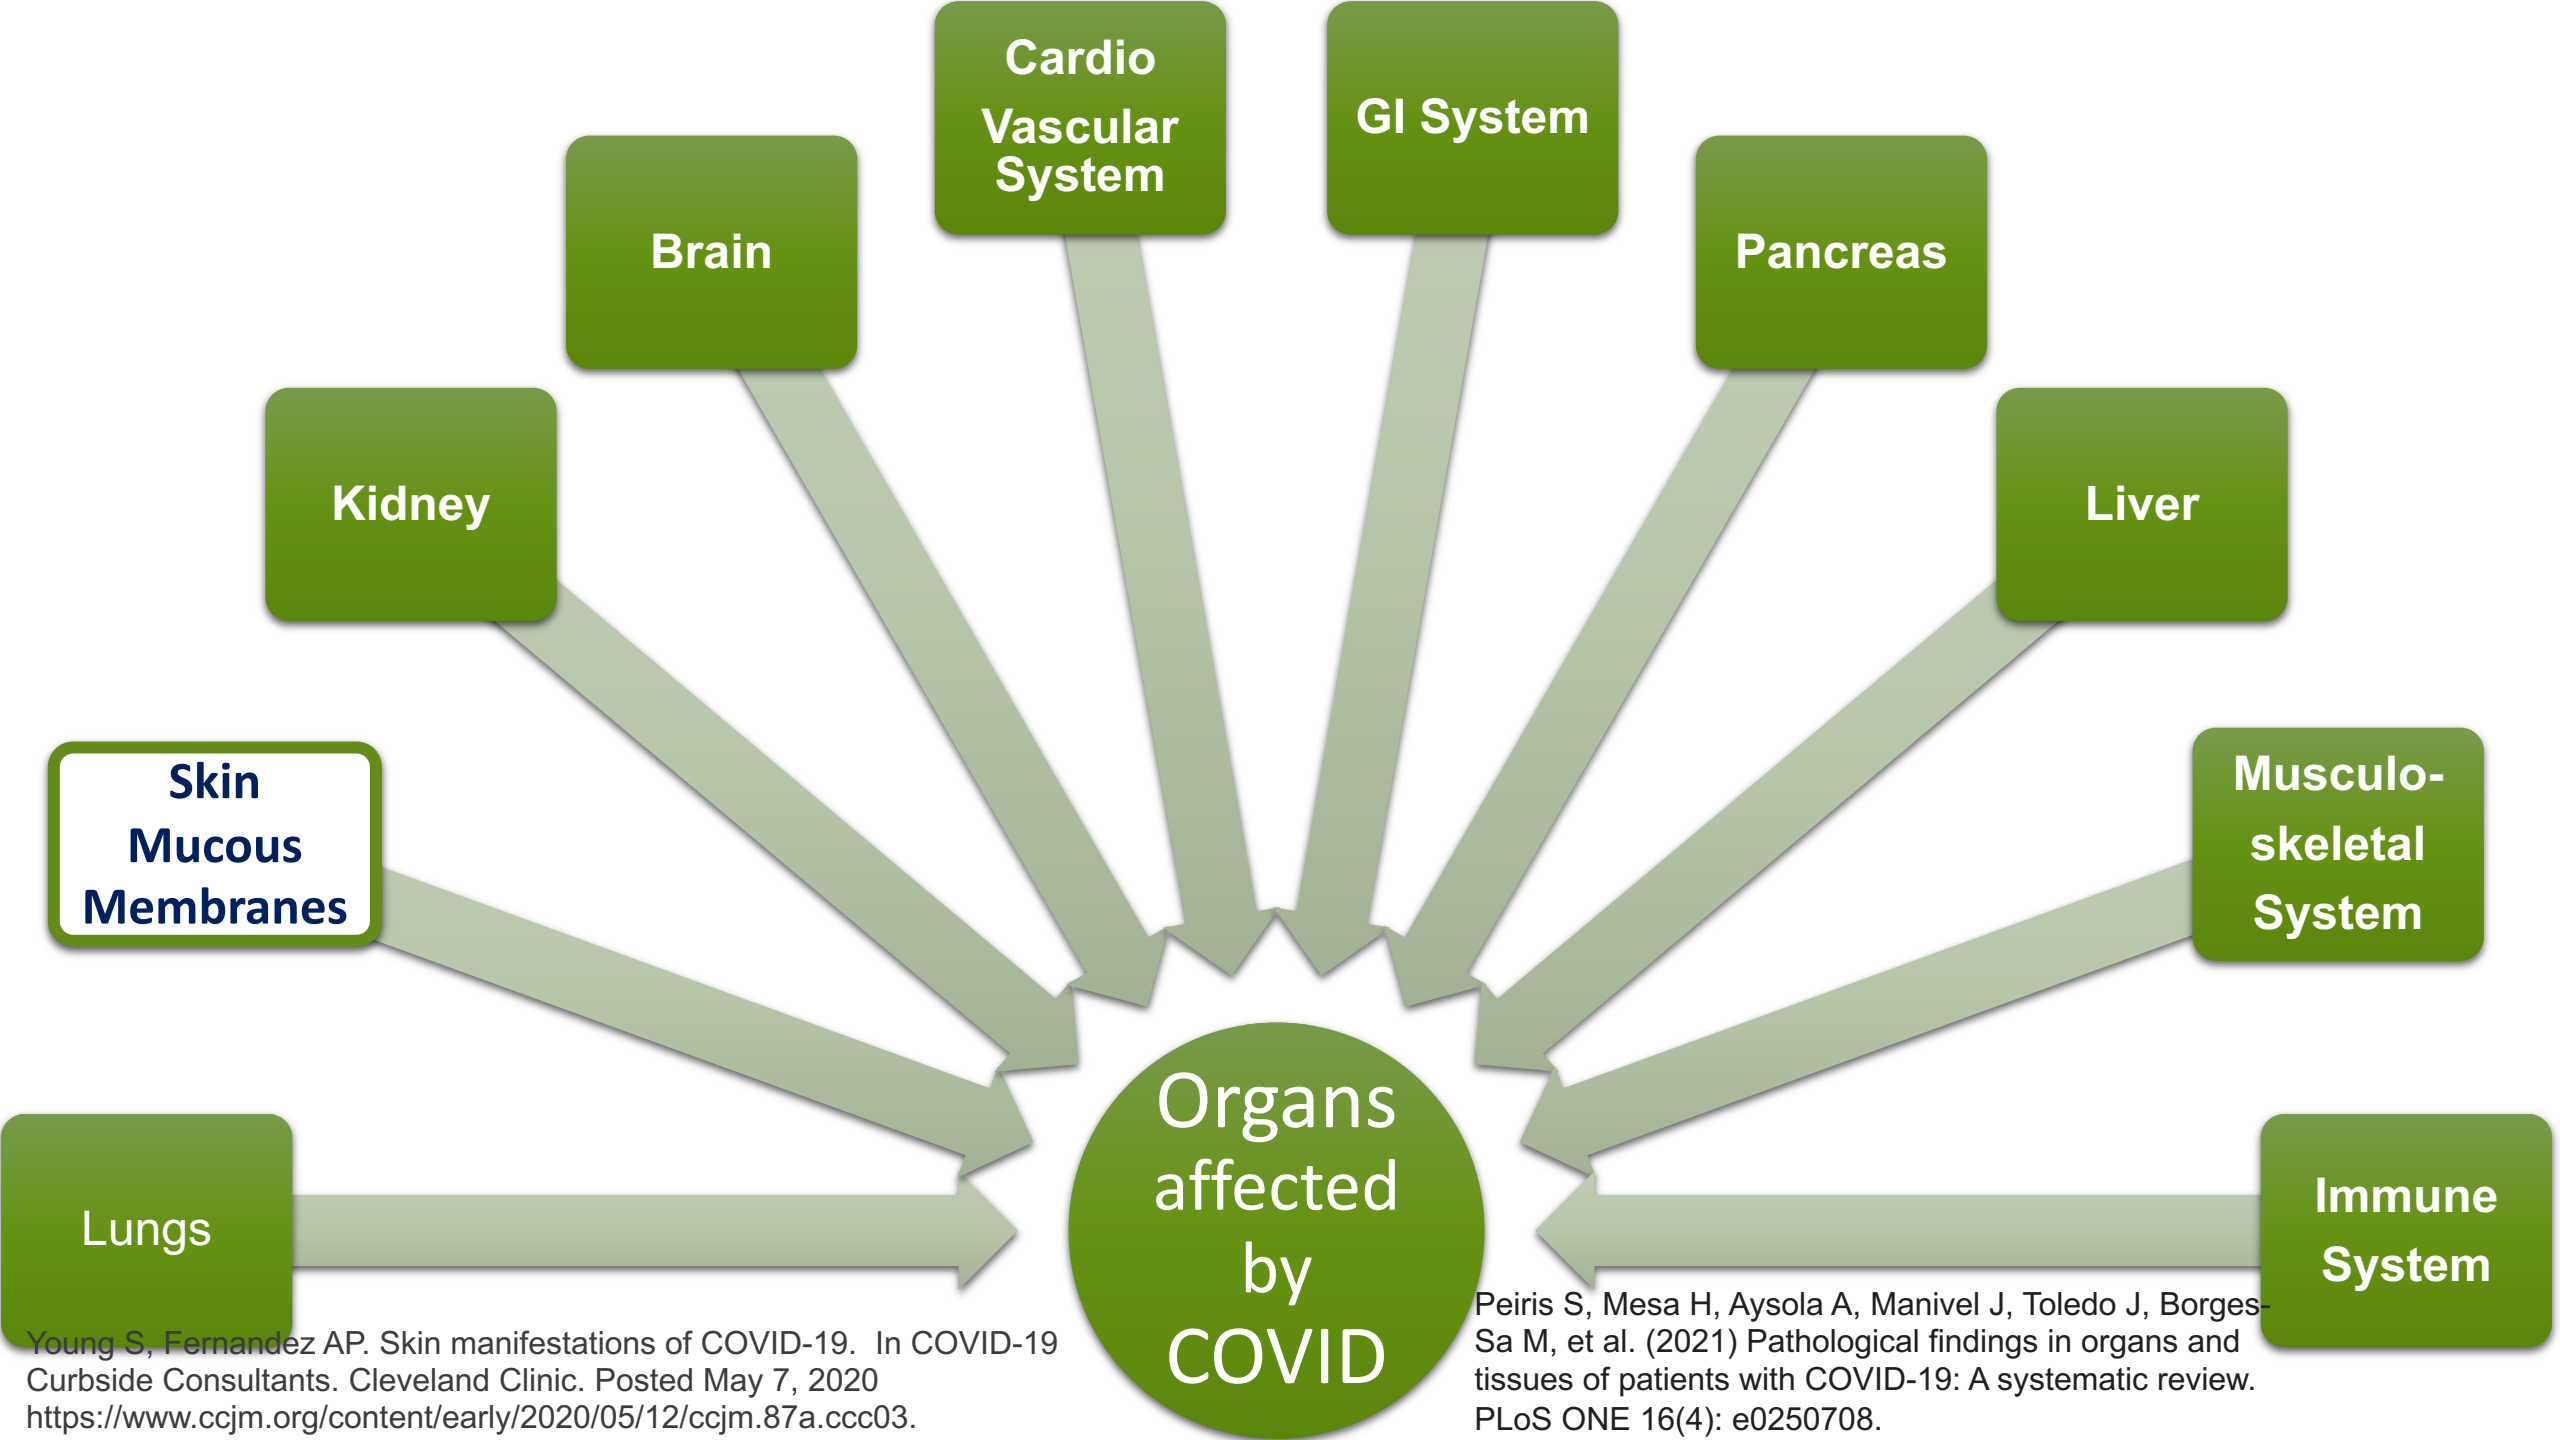 Cardio
Vascular
System
GI System
Brain
Pancreas
Kidney
Liver
Skin
Mucous
Membranes
Musculo-
skeletal
System
Lungs
Organs
affected
by
COVID
Immune
System
Young S, Fernandez AP. Skin manifestations of COVID-19.  In COVID-19
Curbside Consultants. Cleveland Clinic. Posted May 7, 2020
https://www.ccjm.org/content/early/2020/05/12/ccjm.87a.ccc03.
Peiris S, Mesa H, Aysola A, Manivel J, Toledo J, Borges-
Sa M, et al. (2021) Pathological findings in organs and
tissues of patients with COVID-19: A systematic review.
PLoS ONE 16(4): e0250708.